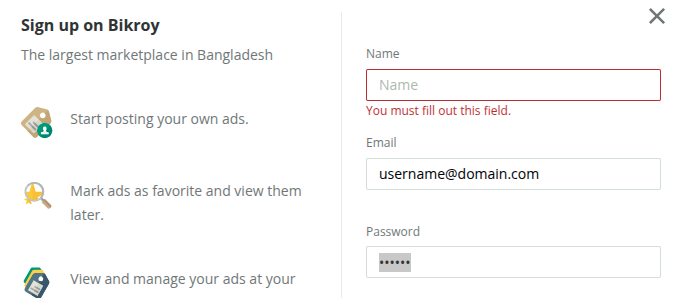 Sign up on Bikroy
The largest marketplace in Bangladesh
Start posting your own ads.
Mark ads as favorite and view them
later.
View and manage your ads at your
Name
Name
You must fill out this field.
Email
username@domain.com
Password
••••••